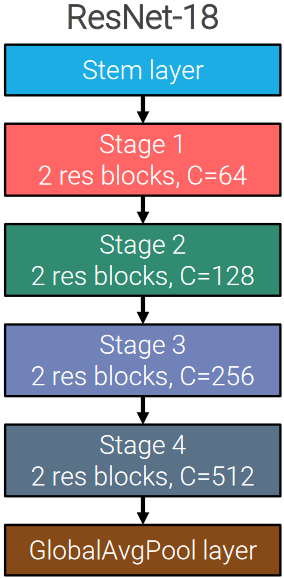 ResNet-18
Stem layer
Stage 1
2 res blocks, C=64
Stage 2
2 res blocks, C=128
Stage 3
2 res blocks, C=256
Stage 4
2 res blocks, C=512
GlobalAvgPool layer